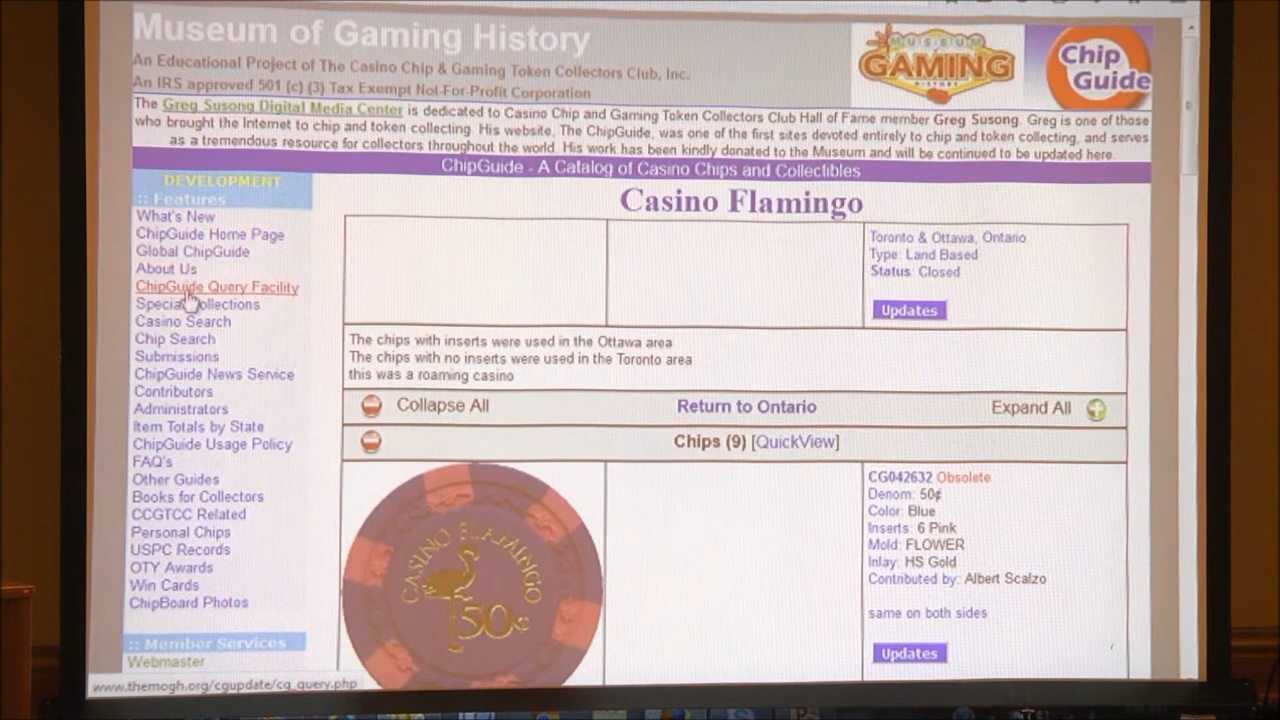 Museum of Gaming History
An Educational Project of The Casino Chip & Gaming Token Collectors Club, Inc.
An IRS approved 501 (c) (3) Tax Exempt Not-For-Profit Corporation
MUSEUM OF
GAMING
HISTORY
Chip
Guide
The Greg Susong Digital Media Center is dedicated to Casino Chip and Gaming Token Collectors Club Hall of Fame member Greg Susong. Greg is one of those
who brought the Internet to chip and token collecting. His website, The ChipGuide, was one of the first sites devoted entirely to chip and token collecting, and serves
as a tremendous resource for collectors throughout the world. His work has been kindly donated to the Museum and will be continued to be updated here.
ChipGuide - A Catalog of Casino Chips and Collectibles
DEVELOPMENT
:: Features
What's New
ChipGuide Home Page
Global ChipGuide
About Us
ChipGuide Query Facility
Special Collections
Casino Search
Chip Search
Submissions
ChipGuide News Service
Contributors
Administrators
Item Totals by State
ChipGuide Usage Policy
FAQ's
Other Guides
Books for Collectors
CCGTCC Related
Personal Chips
USPC Records
OTY Awards
Win Cards
ChipBoard Photos
:: Member Services
Webmaster
www.themogh.org/cgupdate/cg_query.php
Casino Flamingo
Toronto & Ottawa, Ontario
Type: Land Based
Status: Closed
Updates
The chips with inserts were used in the Ottawa area
The chips with no inserts were used in the Toronto area
this was a roaming casino
Collapse All Return to Ontario Expand All
Chips (9) [QuickView]
CASINO FLAMINGO
50¢
CG042632 Obsolete
Denom: 50¢
Color: Blue
Inserts: 6 Pink
Mold: FLOWER
Inlay: HS Gold
Contributed by: Albert Scalzo
same on both sides
Updates